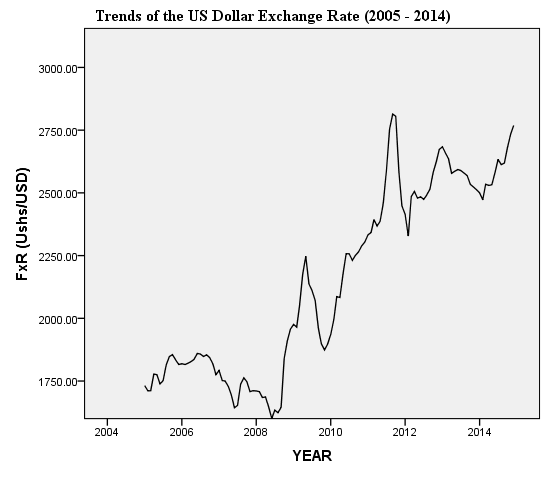 Trends of the US Dollar Exchange Rate (2005 - 2014)
FxR (Ushs/USD)
3000.00
2750.00
2500.00
2250.00
2000.00
1750.00
2004 2006 2008 2010 2012 2014
YEAR